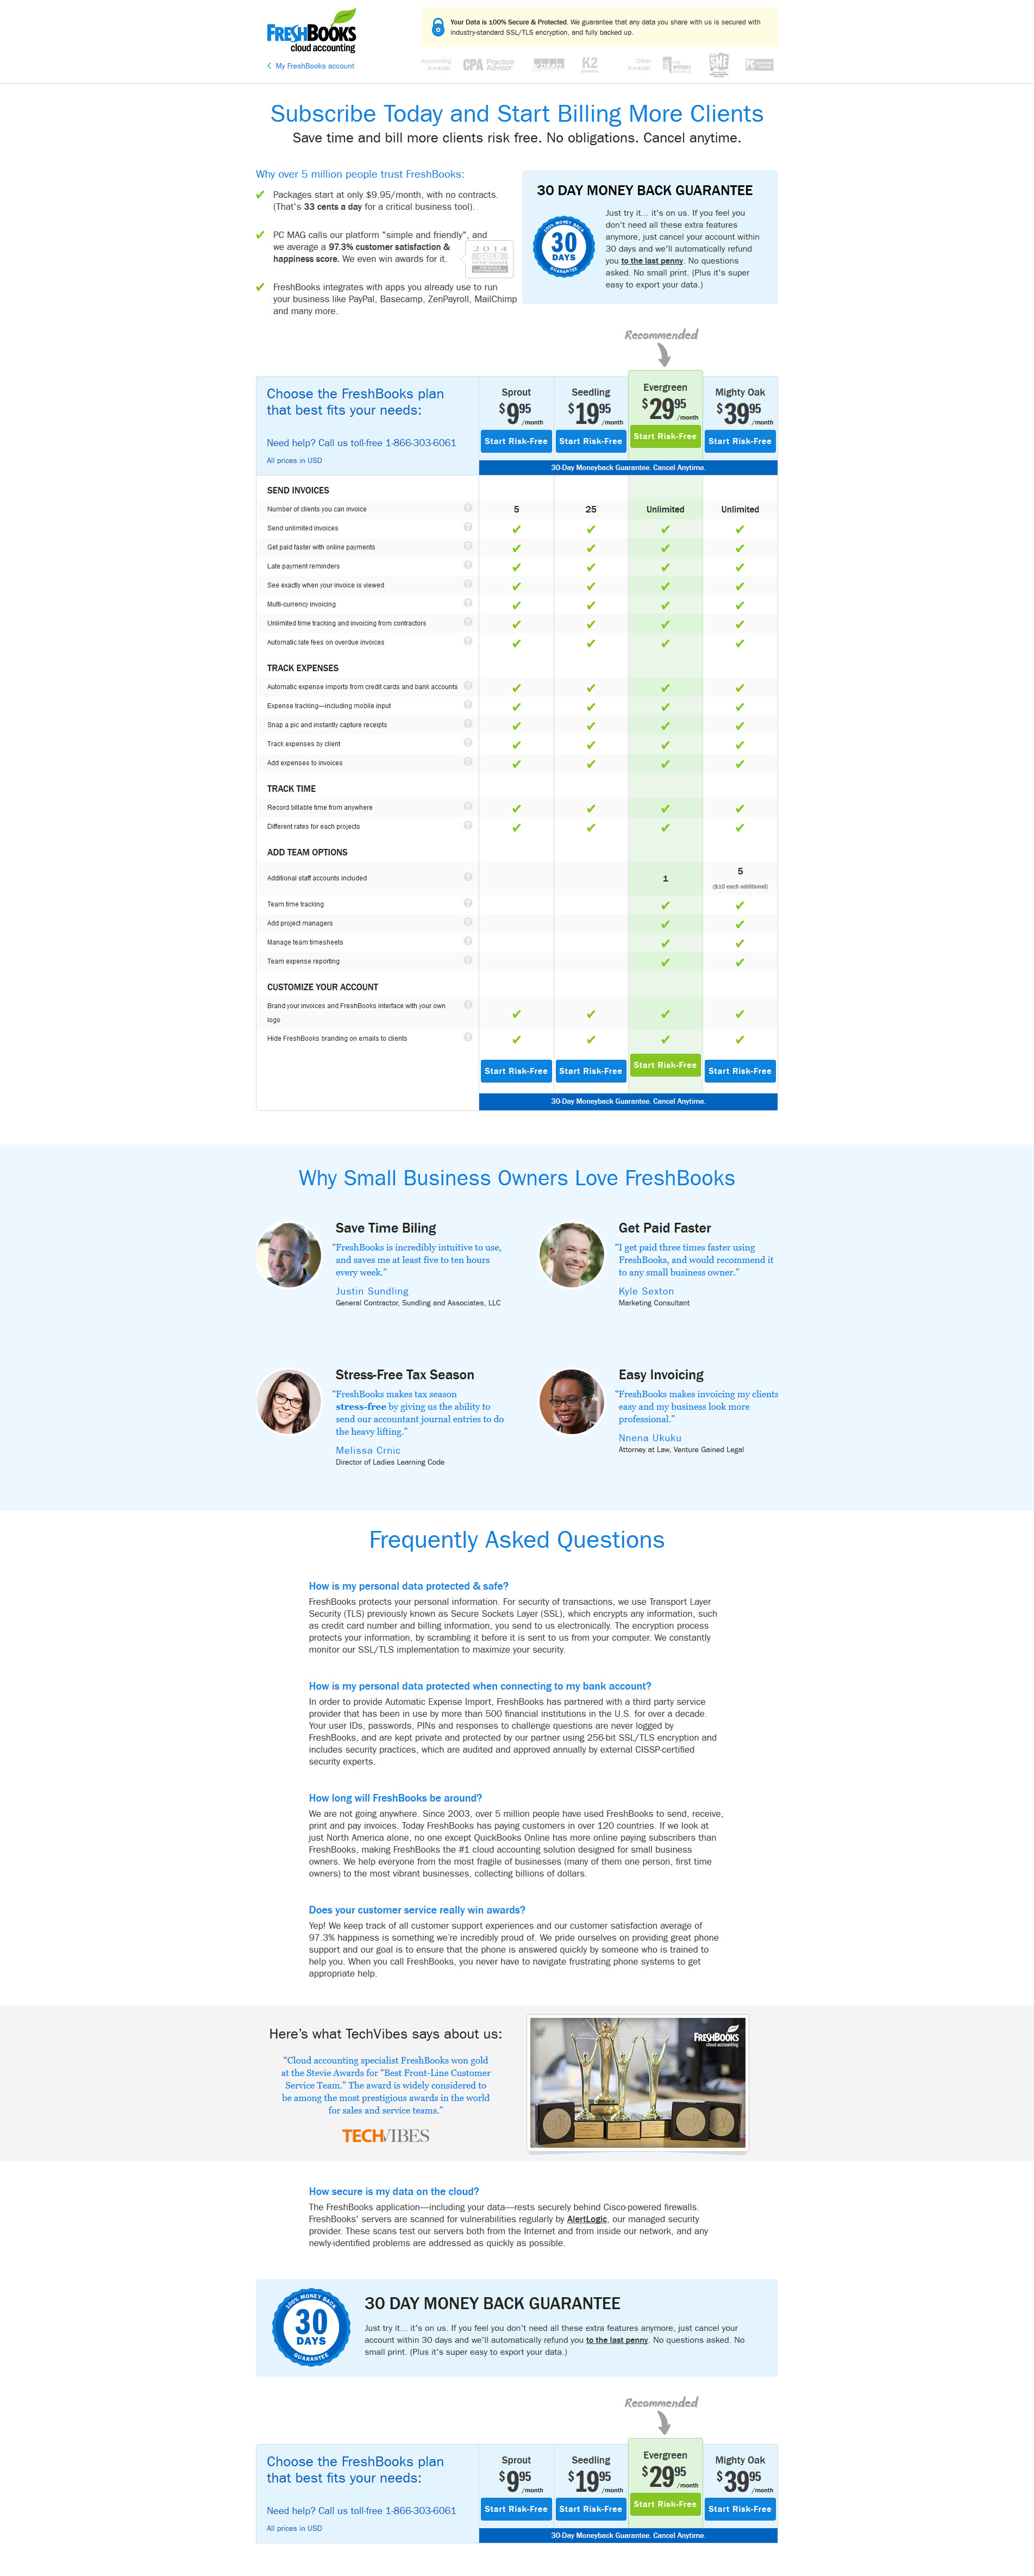 FRESHBOOKS
cloud accounting
My FreshBooks account
Your Data is 100% Secure & Protected. We guarantee that any data you share with us is secured with
industry-standard SSL/TLS encryption, and fully backed up.
Accounting
Awards
CPA Practice
Advisor
K2
Other
Awards
THE
WEBBY
AWARDS
SME
PC
Subscribe Today and Start Billing More Clients
Save time and bill more clients risk free. No obligations. Cancel anytime.
Why over 5 million people trust FreshBooks:
Packages start at only $9.95/month, with no contracts.
(That's 33 cents a day for a critical business tool).
PC MAG calls our platform "simple and friendly", and
we average a 97.3% customer satisfaction &
happiness score. We even win awards for it.
2014
GOLD
STEVIE WINNER
FreshBooks integrates with apps you already use to run
your business like PayPal, Basecamp, ZenPayroll, MailChimp
and many more.
30 DAY MONEY BACK GUARANTEE
100% MONEY BACK
30
DAYS
GUARANTEE
Just try it... it's on us. If you feel you
don't need all these extra features
anymore, just cancel your account within
30 days and we'll automatically refund
you to the last penny. No questions
asked. No small print. (Plus it's super
easy to export your data.)
Recommended
Choose the FreshBooks plan
that best fits your needs:
Need help? Call us toll-free 1-866-303-6061
All prices in USD
Sprout
$9.95 /month
Start Risk-Free
Seedling
$19.95 /month
Start Risk-Free
Evergreen
$29.95 /month
Start Risk-Free
Mighty Oak
$39.95 /month
Start Risk-Free
30-Day Moneyback Guarantee. Cancel Anytime.
SEND INVOICES
Number of clients you can invoice ? 5 25 Unlimited Unlimited
Send unlimited invoices ?
Get paid faster with online payments ?
Late payment reminders ?
See exactly when your invoice is viewed ?
Multi-currency invoicing ?
Unlimited time tracking and invoicing from contractors ?
Automatic late fees on overdue invoices ?
TRACK EXPENSES
Automatic expense imports from credit cards and bank accounts ?
Expense tracking—including mobile input ?
Snap a pic and instantly capture receipts ?
Track expenses by client ?
Add expenses to invoices ?
TRACK TIME
Record billable time from anywhere ?
Different rates for each projects ?
ADD TEAM OPTIONS
Additional staff accounts included ? 1 5
($10 each additional)
Team time tracking ?
Add project managers ?
Manage team timesheets ?
Team expense reporting ?
CUSTOMIZE YOUR ACCOUNT
Brand your invoices and FreshBooks interface with your own ?
logo
Hide FreshBooks branding on emails to clients ?
Start Risk-Free Start Risk-Free Start Risk-Free Start Risk-Free
30-Day Moneyback Guarantee. Cancel Anytime.
Why Small Business Owners Love FreshBooks
Save Time Biling
“FreshBooks is incredibly intuitive to use,
and saves me at least five to ten hours
every week.”
Justin Sundling
General Contractor, Sundling and Associates, LLC
Get Paid Faster
“I get paid three times faster using
FreshBooks, and would recommend it
to any small business owner.”
Kyle Sexton
Marketing Consultant
Stress-Free Tax Season
“FreshBooks makes tax season
stress-free by giving us the ability to
send our accountant journal entries to do
the heavy lifting.”
Melissa Crnic
Director of Ladies Learning Code
Easy Invoicing
“FreshBooks makes invoicing my clients
easy and my business look more
professional.”
Nnena Ukuku
Attorney at Law, Venture Gained Legal
Frequently Asked Questions
How is my personal data protected & safe?
FreshBooks protects your personal information. For security of transactions, we use Transport Layer
Security (TLS) previously known as Secure Sockets Layer (SSL), which encrypts any information, such
as credit card number and billing information, you send to us electronically. The encryption process
protects your information, by scrambling it before it is sent to us from your computer. We constantly
monitor our SSL/TLS implementation to maximize your security.
How is my personal data protected when connecting to my bank account?
In order to provide Automatic Expense Import, FreshBooks has partnered with a third party service
provider that has been in use by more than 500 financial institutions in the U.S. for over a decade.
Your user IDs, passwords, PINs and responses to challenge questions are never logged by
FreshBooks, and are kept private and protected by our partner using 256-bit SSL/TLS encryption and
includes security practices, which are audited and approved annually by external CISSP-certified
security experts.
How long will FreshBooks be around?
We are not going anywhere. Since 2003, over 5 million people have used FreshBooks to send, receive,
print and pay invoices. Today FreshBooks has paying customers in over 120 countries. If we look at
just North America alone, no one except QuickBooks Online has more online paying subscribers than
FreshBooks, making FreshBooks the #1 cloud accounting solution designed for small business
owners. We help everyone from the most fragile of businesses (many of them one person, first time
owners) to the most vibrant businesses, collecting billions of dollars.
Does your customer service really win awards?
Yep! We keep track of all customer support experiences and our customer satisfaction average of
97.3% happiness is something we’re incredibly proud of. We pride ourselves on providing great phone
support and our goal is to ensure that the phone is answered quickly by someone who is trained to
help you. When you call FreshBooks, you never have to navigate frustrating phone systems to get
appropriate help.
Here’s what TechVibes says about us:
“Cloud accounting specialist FreshBooks won gold
at the Stevie Awards for “Best Front-Line Customer
Service Team.” The award is widely considered to
be among the most prestigious awards in the world
for sales and service teams.”
TECHVIBES
FRESHBOOKS
cloud accounting
How secure is my data on the cloud?
The FreshBooks application—including your data—rests securely behind Cisco-powered firewalls.
FreshBooks' servers are scanned for vulnerabilities regularly by AlertLogic, our managed security
provider. These scans test our servers both from the Internet and from inside our network, and any
newly-identified problems are addressed as quickly as possible.
100% MONEY BACK
30
DAYS
GUARANTEE
30 DAY MONEY BACK GUARANTEE
Just try it... it's on us. If you feel you don't need all these extra features anymore, just cancel your
account within 30 days and we'll automatically refund you to the last penny. No questions asked. No
small print. (Plus it's super easy to export your data.)
Recommended
Choose the FreshBooks plan
that best fits your needs:
Need help? Call us toll-free 1-866-303-6061
All prices in USD
Sprout
$9.95 /month
Start Risk-Free
Seedling
$19.95 /month
Start Risk-Free
Evergreen
$29.95 /month
Start Risk-Free
Mighty Oak
$39.95 /month
Start Risk-Free
30-Day Moneyback Guarantee. Cancel Anytime.